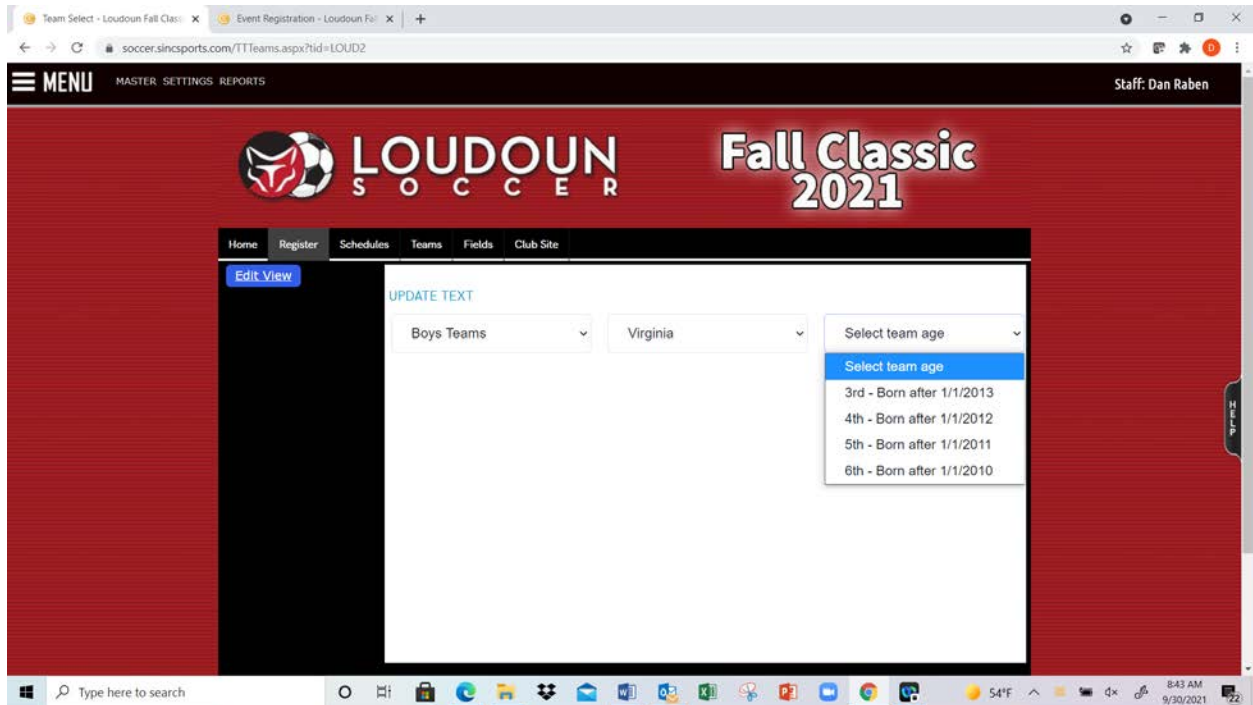 Team Select - Loudoun Fall Clas
Event Registration - Loudoun Fal
soccer.sincsports.com/TTTeams.aspx?tid=LOUD2
D
MENU
MASTER SETTINGS REPORTS
Staff: Dan Raben
LOUDOUN
SOCCER
Fall Classic
2021
Home Register Schedules Teams Fields Club Site
Edit View
UPDATE TEXT
Boys Teams
Virginia
Select team age
Select team age
3rd - Born after 1/1/2013
4th - Born after 1/1/2012
5th - Born after 1/1/2011
6th - Born after 1/1/2010
HELP
Type here to search
54°F
8:43 AM
9/30/2021
22